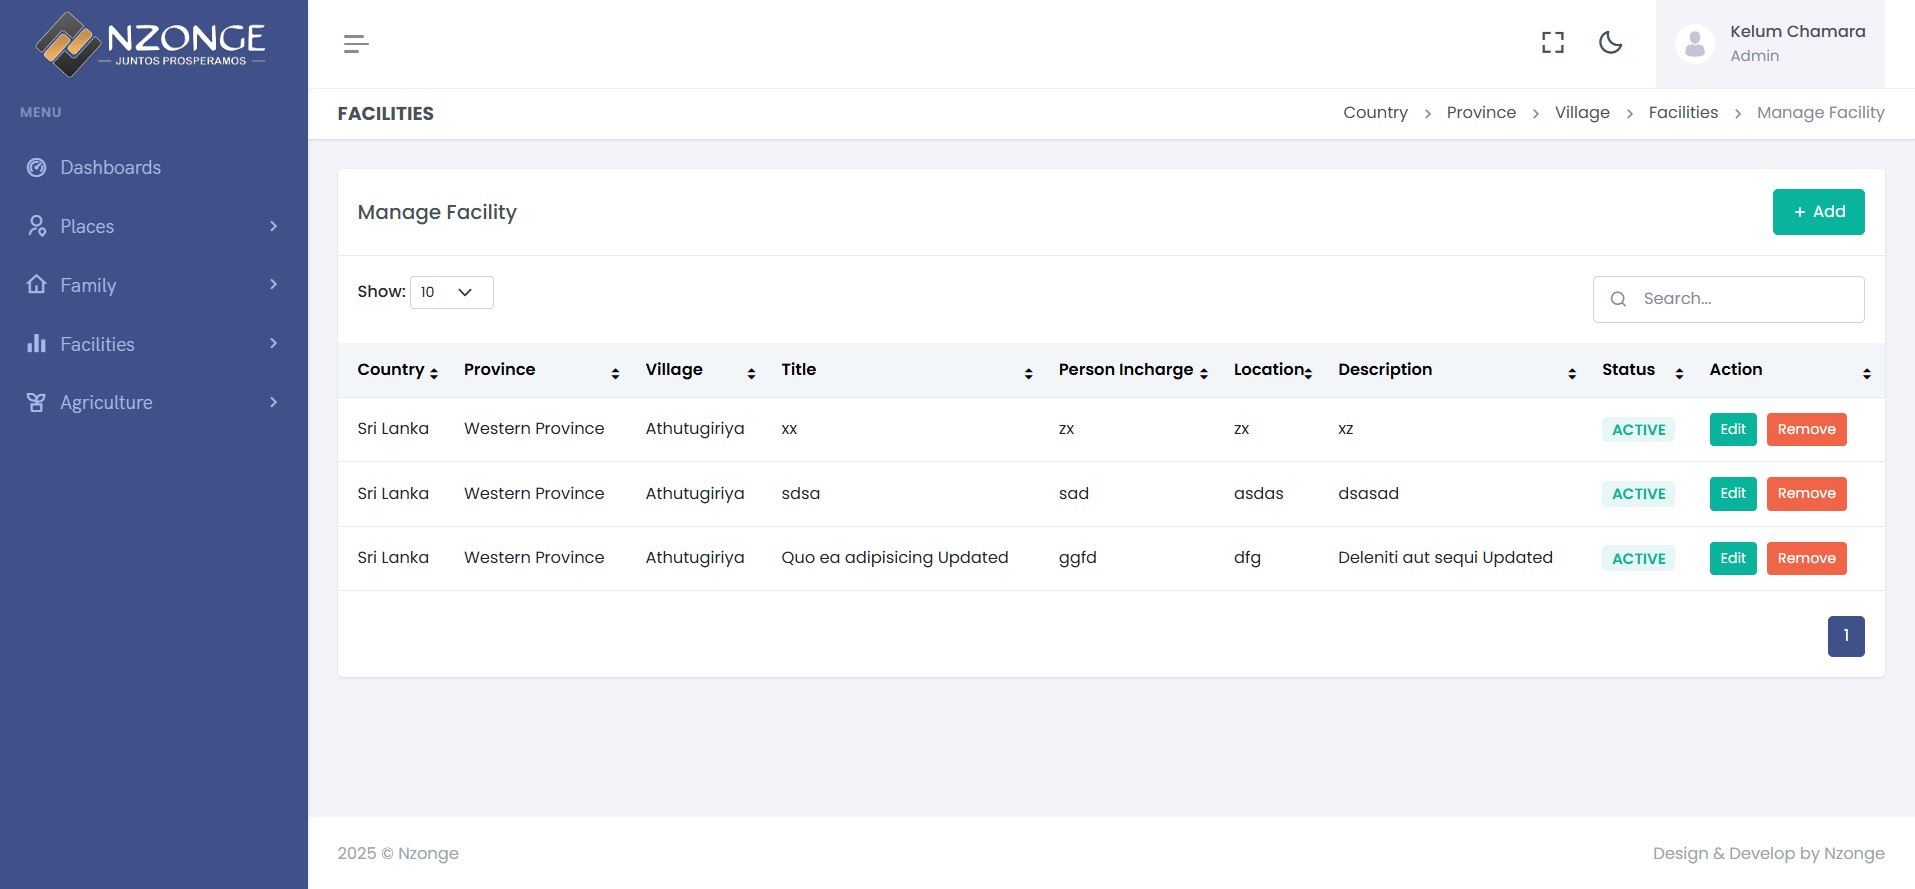 NZONGE
JUNTOS PROSPERAMOS
MENU
Dashboards
Places
Family
Facilities
Agriculture
Kelum Chamara
Admin
FACILITIES
Country > Province > Village > Facilities > Manage Facility
Manage Facility
+ Add
Show: 10
Search...
Country Province Village Title Person Incharge Location Description Status Action
Sri Lanka Western Province Athutugiriya xx zx zx xz ACTIVE Edit Remove
Sri Lanka Western Province Athutugiriya sdsa sad asdas dsasad ACTIVE Edit Remove
Sri Lanka Western Province Athutugiriya Quo ea adipisicing Updated ggfd dfg Deleniti aut sequi Updated ACTIVE Edit Remove
1
2025 © Nzonge
Design & Develop by Nzonge